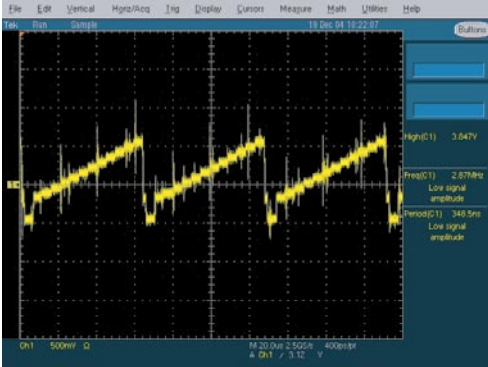 File Edit Vertical Horiz/Acq Trig Display Cursors Measure Math Utilities Help
Tek Run Sample 19 Dec 04 10:22:07
Buttons
High(C1) 3.847V
Freq(C1) 2.87MHz
Low signal
amplitude
Period(C1) 348.5ns
Low signal
amplitude
Ch1 500mV Ω M 20.0us 2.5GS/s 400ps/pt
A Ch1 / 3.12 V